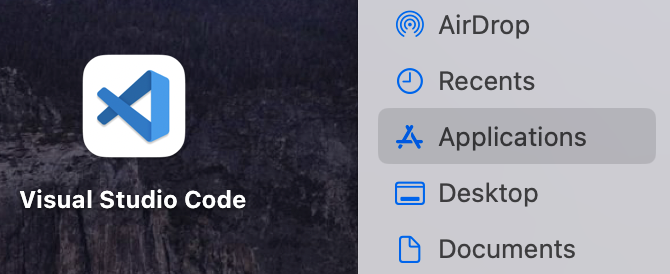 Visual Studio Code
AirDrop
Recents
Applications
Desktop
Documents